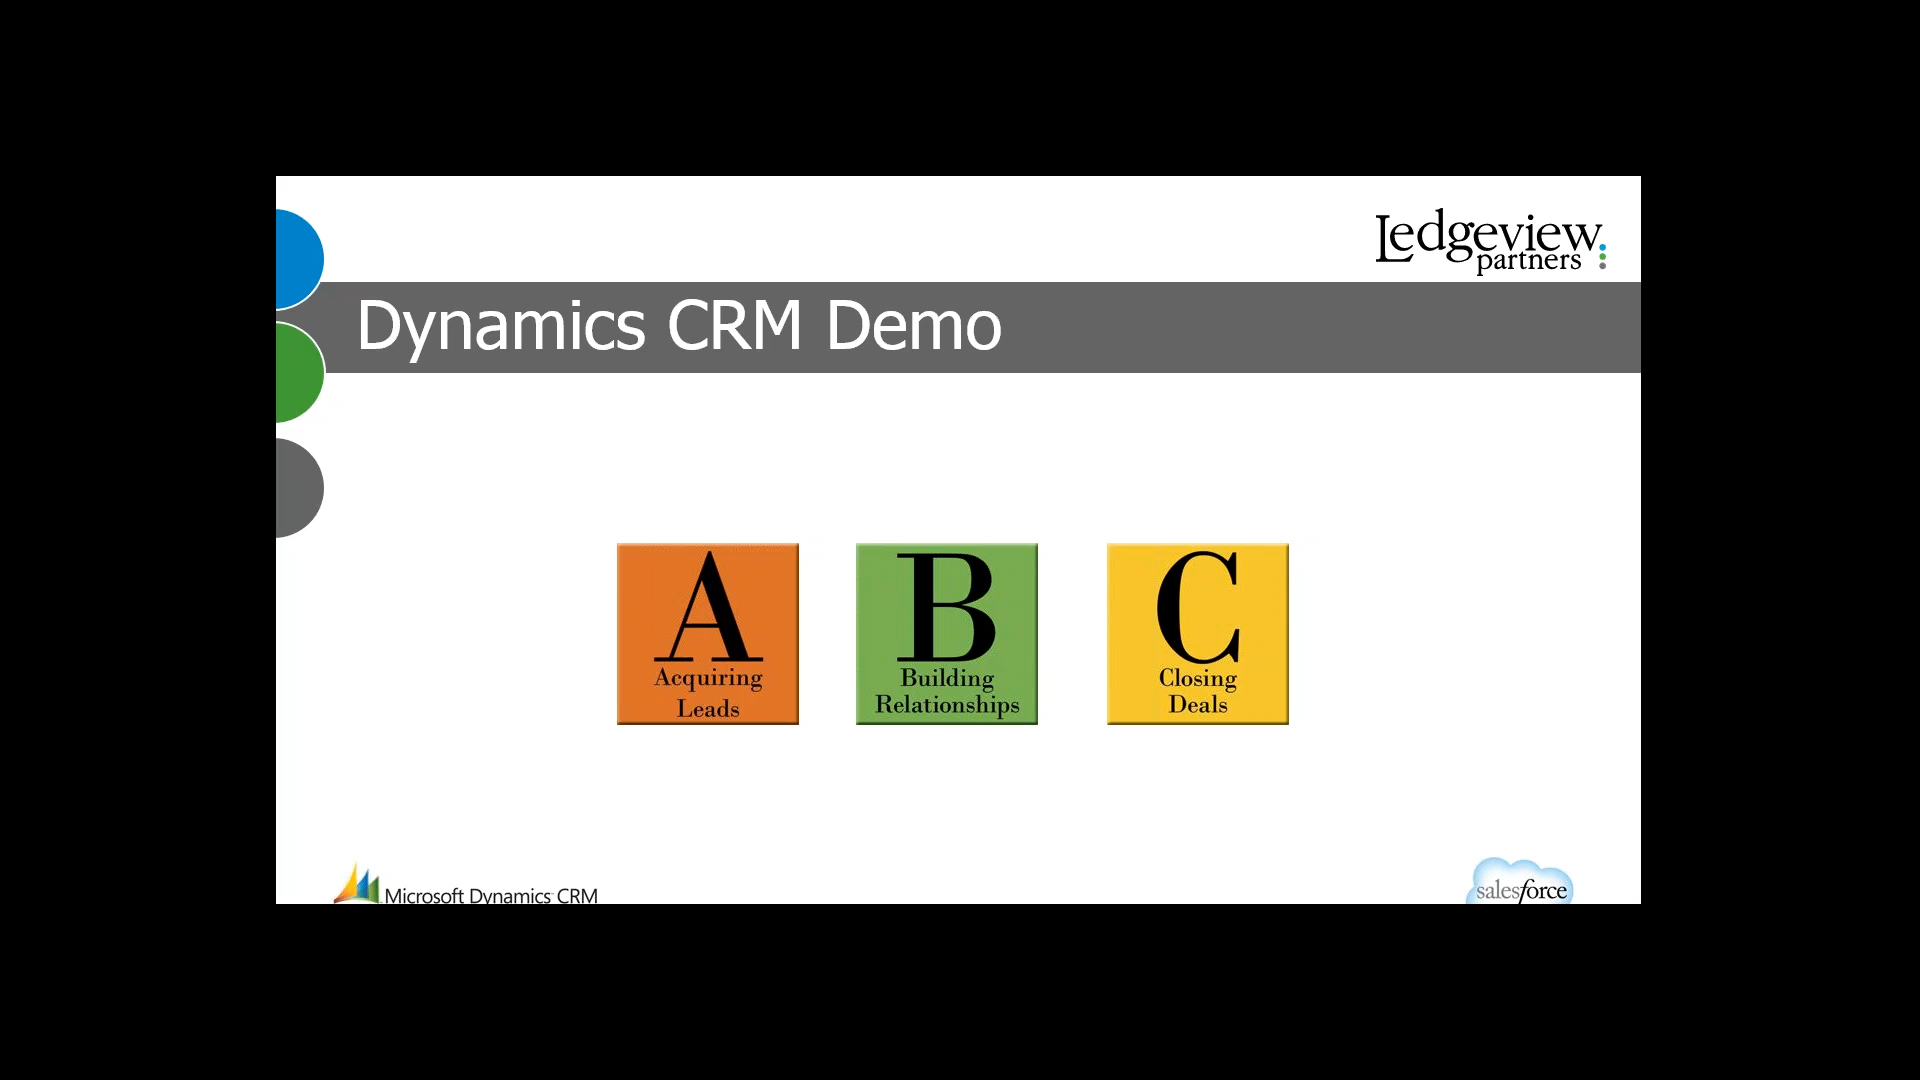 Ledgeview
partners
Dynamics CRM Demo
A
Acquiring
Leads
B
Building
Relationships
C
Closing
Deals
Microsoft Dynamics CRM
salesforce